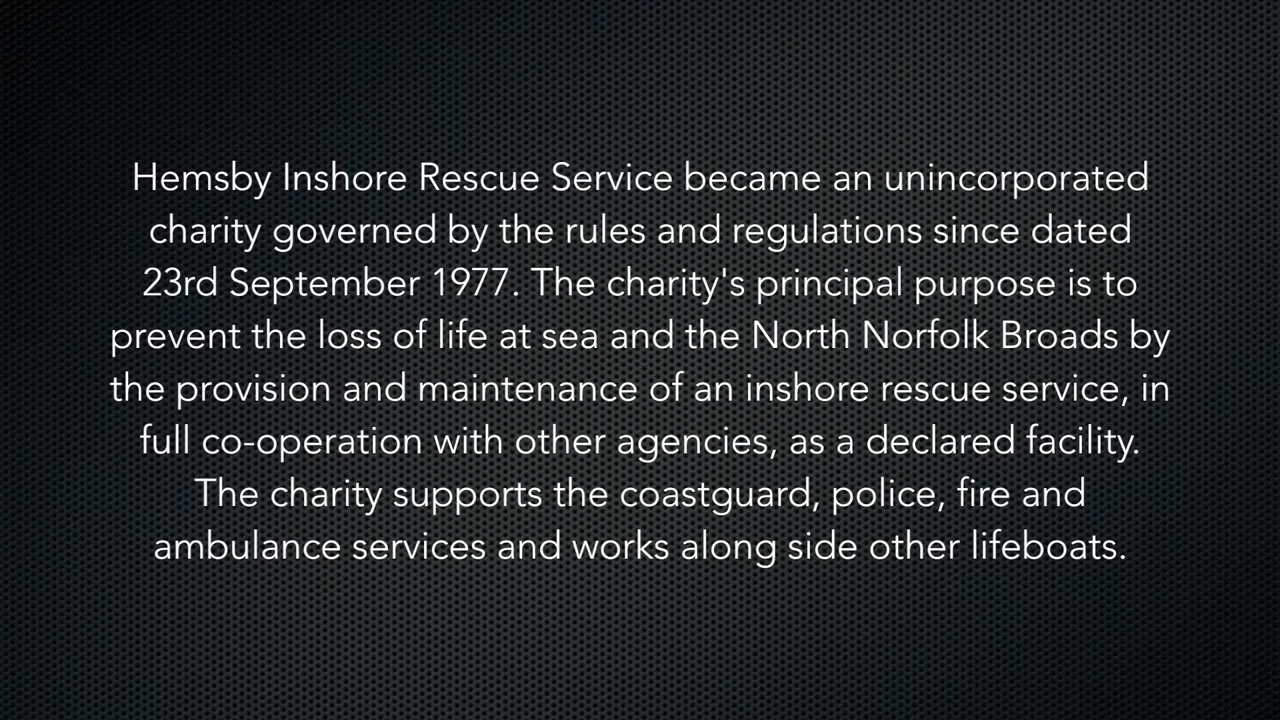 Hemsby Inshore Rescue Service became an unincorporated
charity governed by the rules and regulations since dated
23rd September 1977. The charity's principal purpose is to
prevent the loss of life at sea and the North Norfolk Broads by
the provision and maintenance of an inshore rescue service, in
full co-operation with other agencies, as a declared facility.
The charity supports the coastguard, police, fire and
ambulance services and works along side other lifeboats.